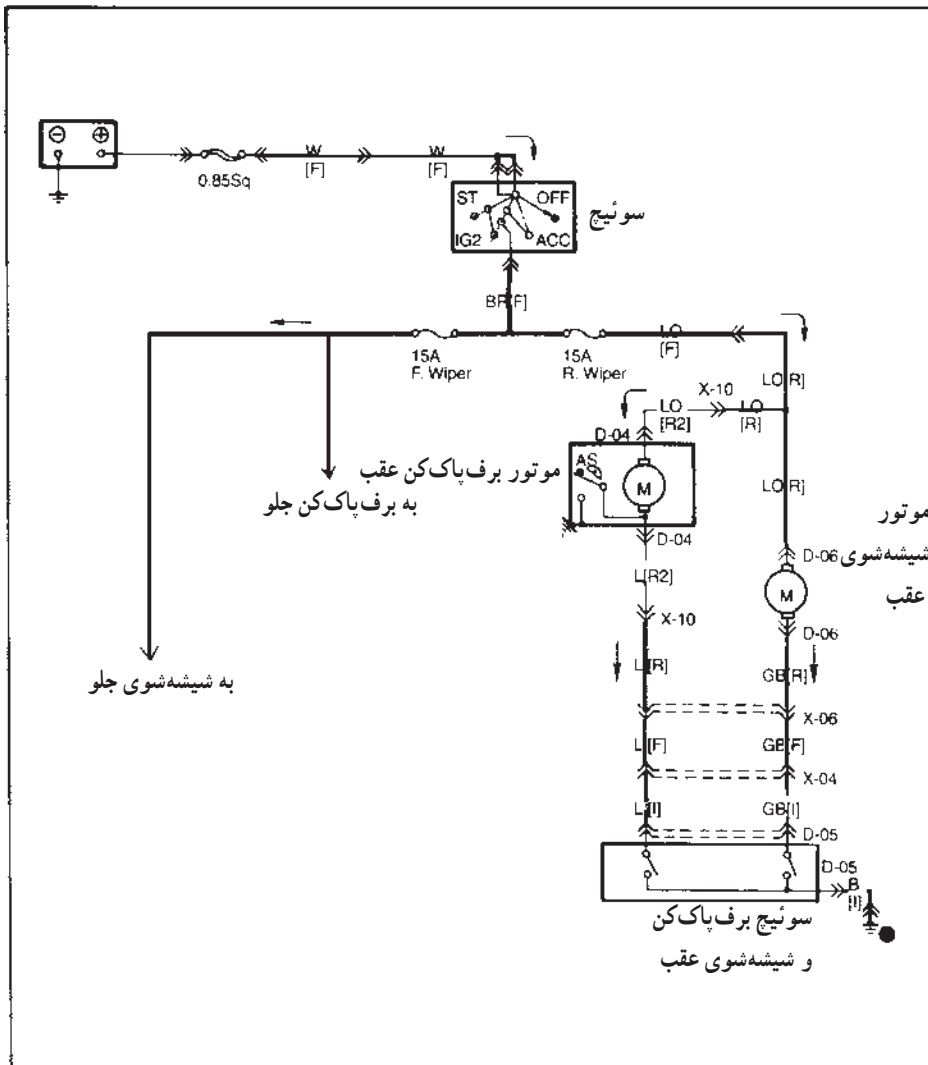 0.85Sq
W
[F]
W
[F]
ST
OFF
IG2
ACC
سوئیچ
BR[F]
15A
F. Wiper
15A
R. Wiper
LO
[F]
LO[R]
X-10
LO
[R2]
LO
[R]
D-04
AS
M
موتور برف‌پاک‌کن عقب
به برف‌پاک‌کن جلو
LO[R]
D-04
موتور
شیشه‌شوی
عقب
D-06
M
L[R2]
D-06
X-10
به شیشه‌شوی جلو
L[R]
GB[R]
X-06
L[F]
GB[F]
X-04
L[I]
GB[I]
D-05
D-05
B
[I]
سوئیچ برف‌پاک‌کن
و شیشه‌شوی عقب